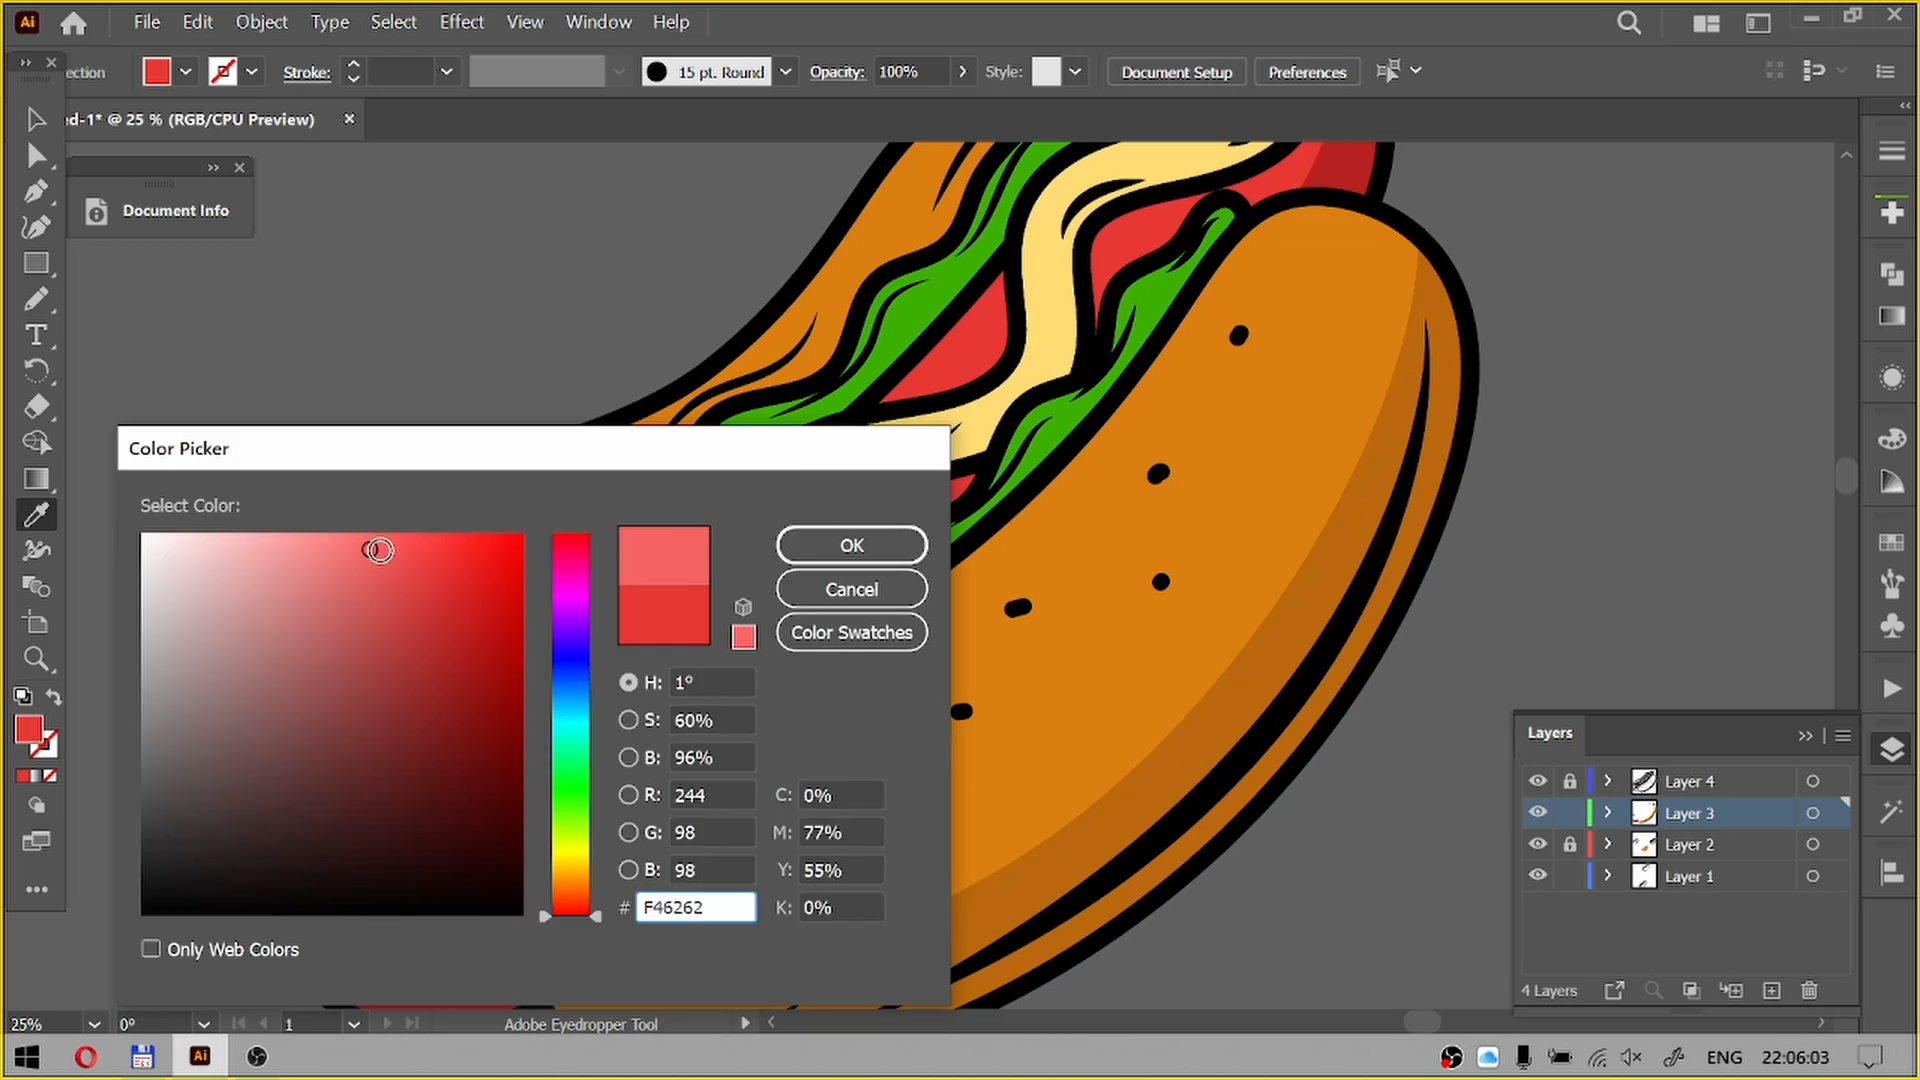 Ai File Edit Object Type Select Effect View Window Help
ection Stroke: 15 pt. Round Opacity: 100% Style: Document Setup Preferences
ed-1* @ 25 % (RGB/CPU Preview)
Document Info
Color Picker
Select Color:
OK
Cancel
Color Swatches
H: 1°
S: 60%
B: 96%
R: 244 C: 0%
G: 98 M: 77%
B: 98 Y: 55%
# F46262 K: 0%
Only Web Colors
Layers
Layer 4
Layer 3
Layer 2
Layer 1
4 Layers
25% 0° 1 Adobe Eyedropper Tool
Ai ENG 22:06:03